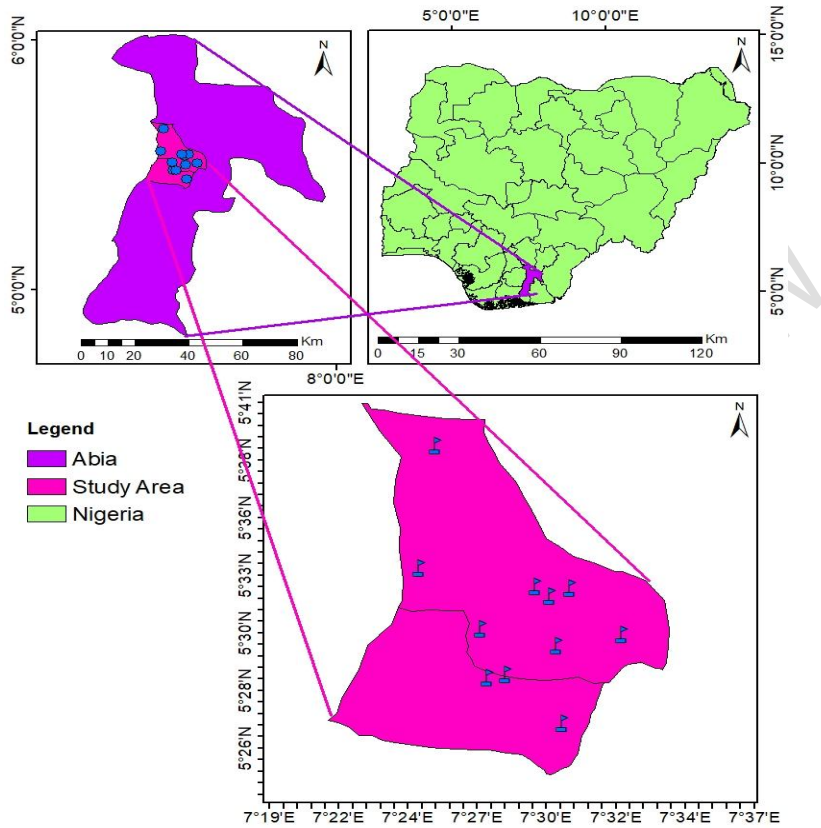 5°0'0"E 10°0'0"E
6°0'0"N
5°0'0"N
N
0 10 20 40 60 80 Km
8°0'0"E
N
15°0'0"N
10°0'0"N
5°0'0"N
0 15 30 60 90 120 Km
Legend
Abia
Study Area
Nigeria
N
5°41'N
5°38'N
5°36'N
5°33'N
5°30'N
5°28'N
5°26'N
7°19'E 7°22'E 7°24'E 7°27'E 7°30'E 7°32'E 7°34'E 7°37'E